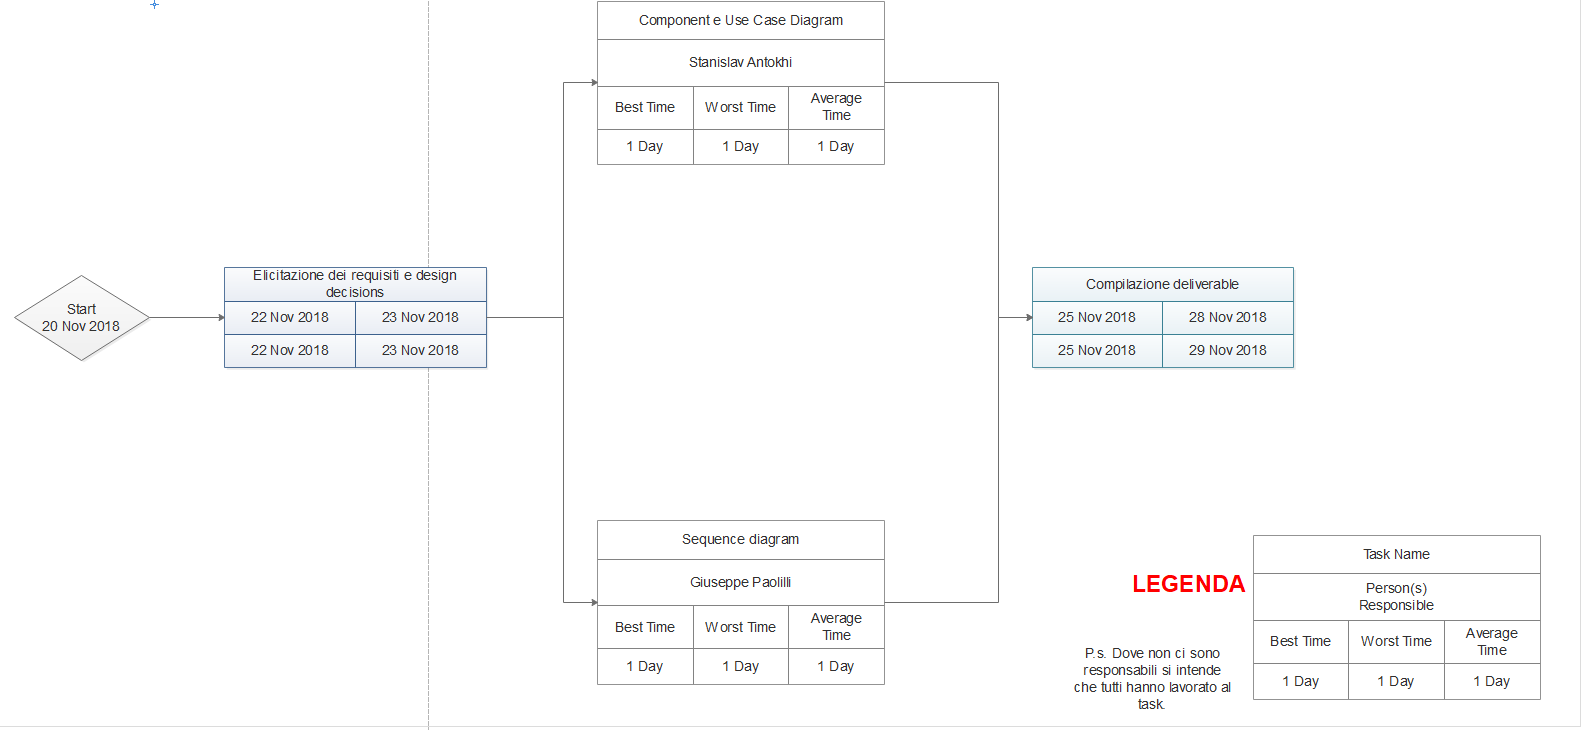 Component e Use Case Diagram
Stanislav Antokhi
Best Time Worst Time Average
Time
1 Day 1 Day 1 Day
Start
20 Nov 2018
Elicitazione dei requisiti e design
decisions
22 Nov 2018 23 Nov 2018
22 Nov 2018 23 Nov 2018
Compilazione deliverable
25 Nov 2018 28 Nov 2018
25 Nov 2018 29 Nov 2018
Sequence diagram
Giuseppe Paolilli
Best Time Worst Time Average
Time
1 Day 1 Day 1 Day
LEGENDA
P.s. Dove non ci sono
responsabili si intende
che tutti hanno lavorato al
task.
Task Name
Person(s)
Responsible
Best Time Worst Time Average
Time
1 Day 1 Day 1 Day